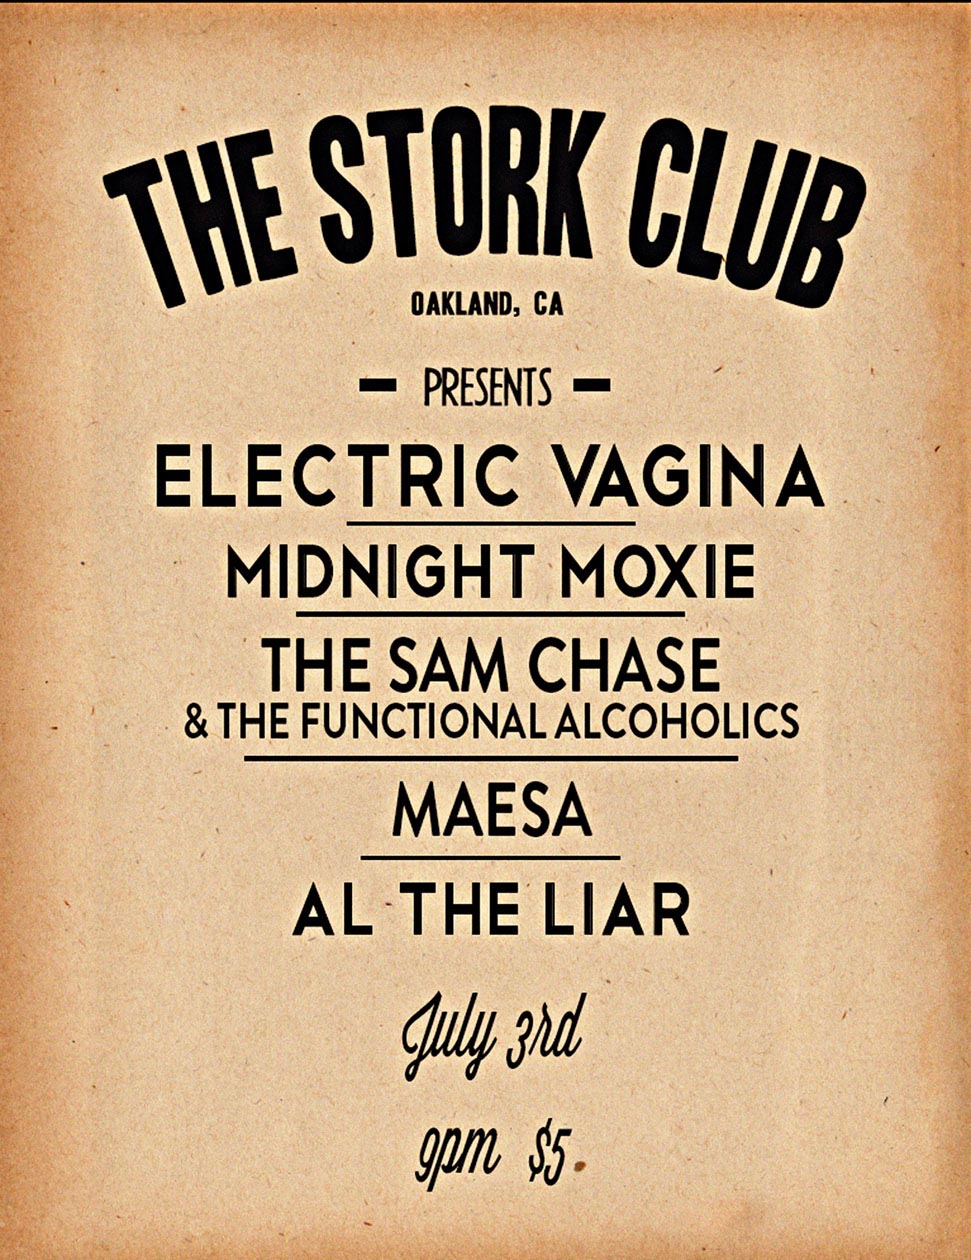 THE STORK CLUB
OAKLAND, CA
PRESENTS
ELECTRIC VAGINA
MIDNIGHT MOXIE
THE SAM CHASE
& THE FUNCTIONAL ALCOHOLICS
MAESA
AL THE LIAR
July 3rd
9pm $5